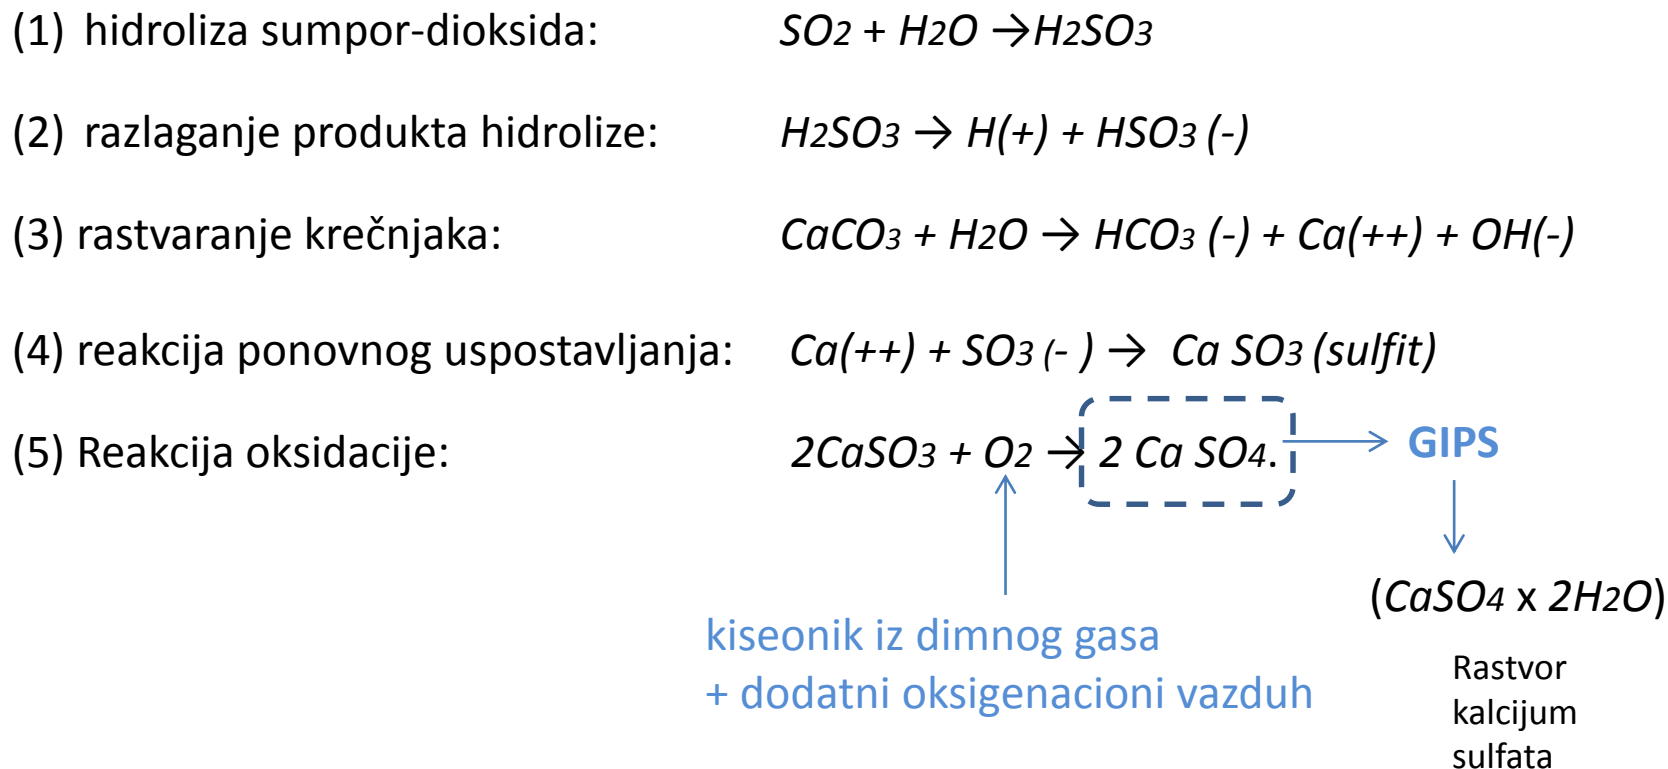 (1) hidroliza sumpor-dioksida: SO2 + H2O →H2SO3
(2) razlaganje produkta hidrolize: H2SO3 → H(+) + HSO3 (-)
(3) rastvaranje krečnjaka: CaCO3 + H2O → HCO3 (-) + Ca(++) + OH(-)
(4) reakcija ponovnog uspostavljanja: Ca(++) + SO3 (- ) → Ca SO3 (sulfit)
(5) Reakcija oksidacije: 2CaSO3 + O2 → 2 Ca SO4. GIPS
(CaSO4 x 2H2O)
kiseonik iz dimnog gasa
+ dodatni oksigenacioni vazduh
Rastvor
kalcijum
sulfata